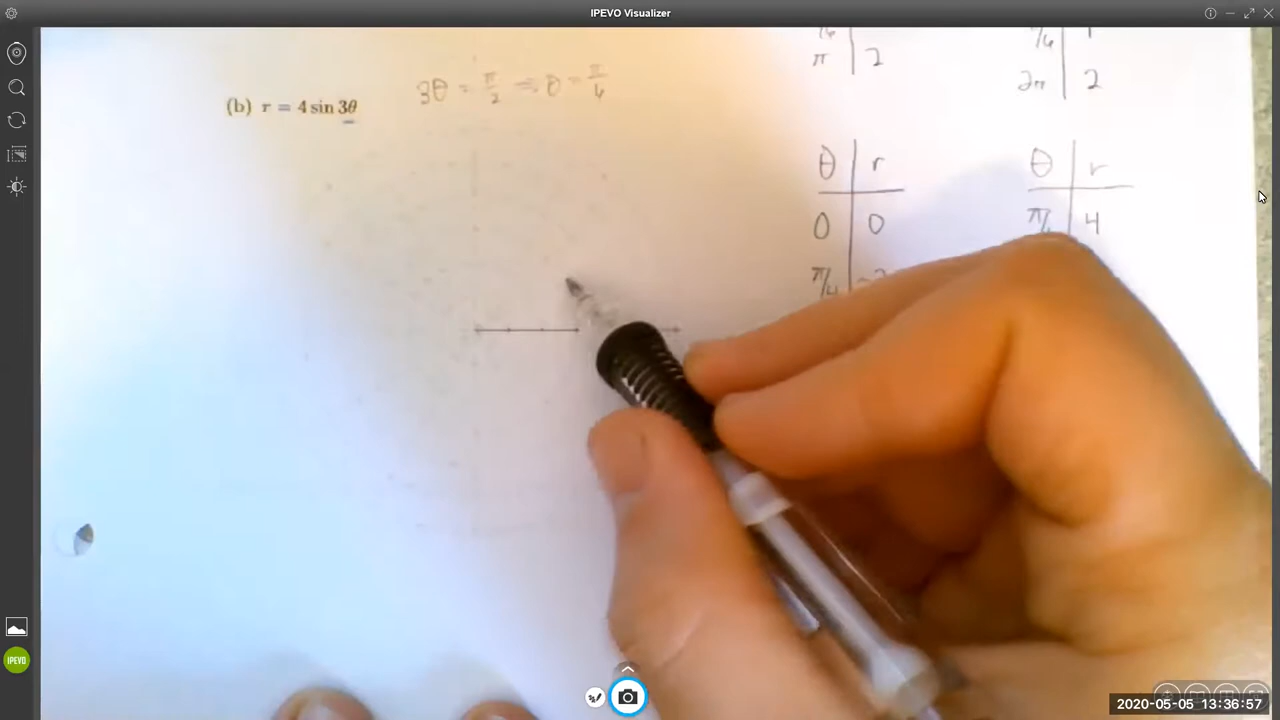 IPEVO Visualizer
π | 2
2π | 2
(b) r = 4 sin 3θ
3θ = π/2 ⇒ θ = π/6
θ | r
0 | 0
θ | r
4
IPEVO
2020-05-05 13:36:57